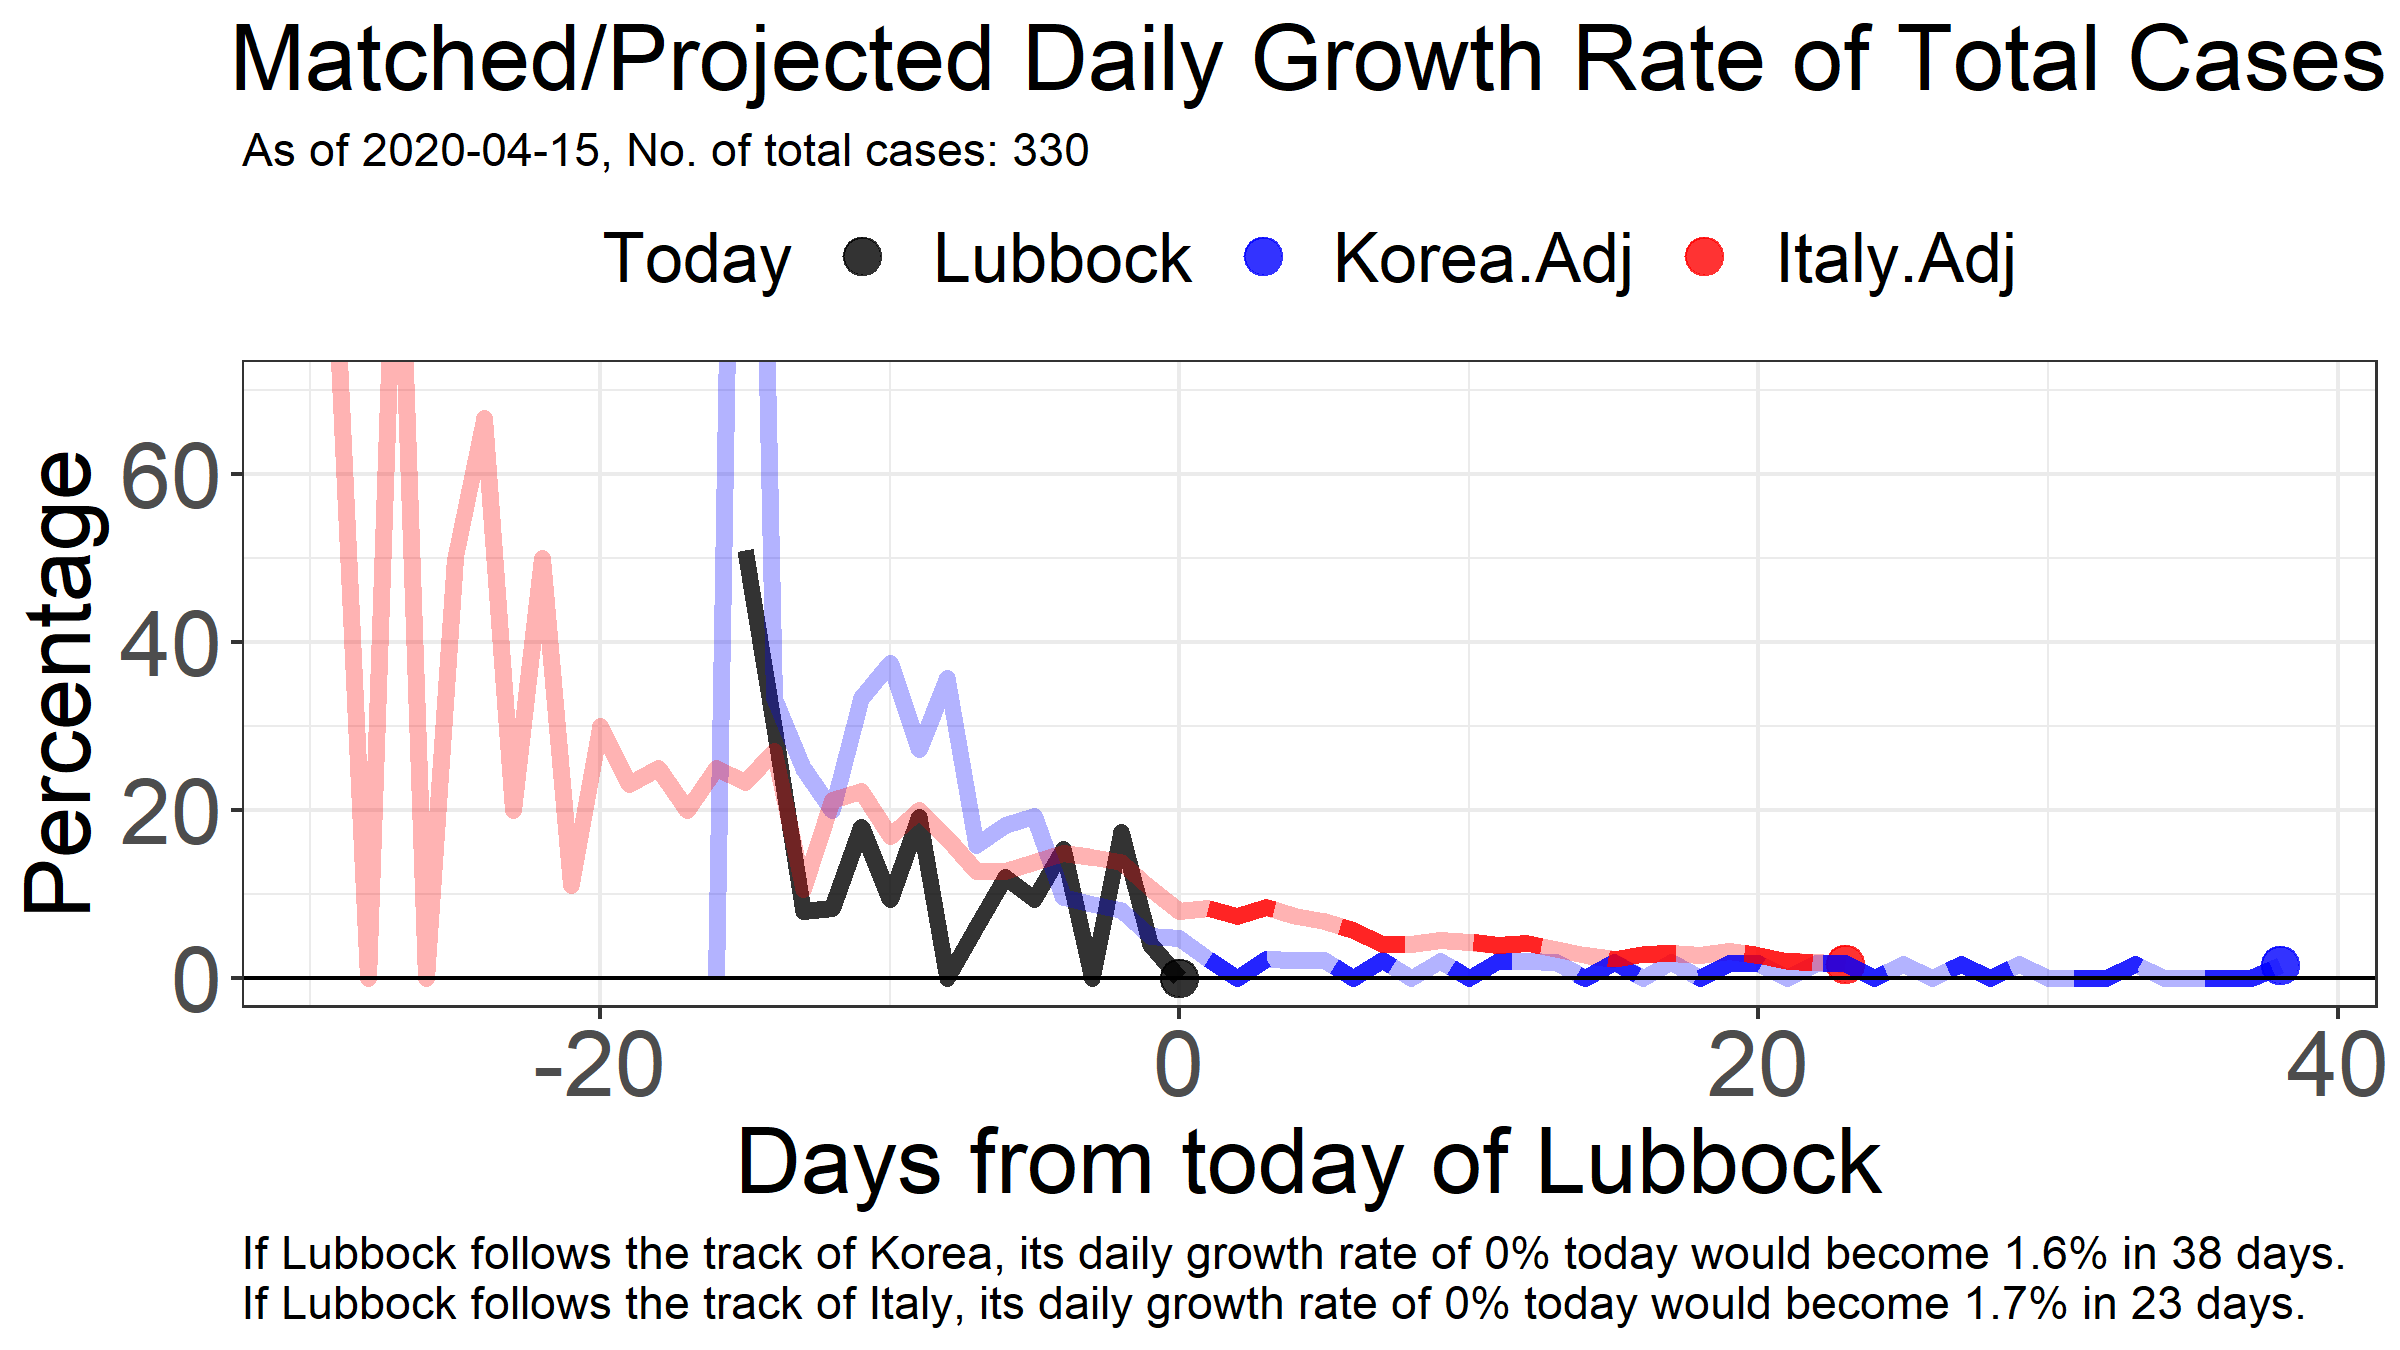 Matched/Projected Daily Growth Rate of Total Cases
As of 2020-04-15, No. of total cases: 330
Today Lubbock Korea.Adj Italy.Adj
Percentage
60
40
20
0
-20 0 20 40
Days from today of Lubbock
If Lubbock follows the track of Korea, its daily growth rate of 0% today would become 1.6% in 38 days.
If Lubbock follows the track of Italy, its daily growth rate of 0% today would become 1.7% in 23 days.